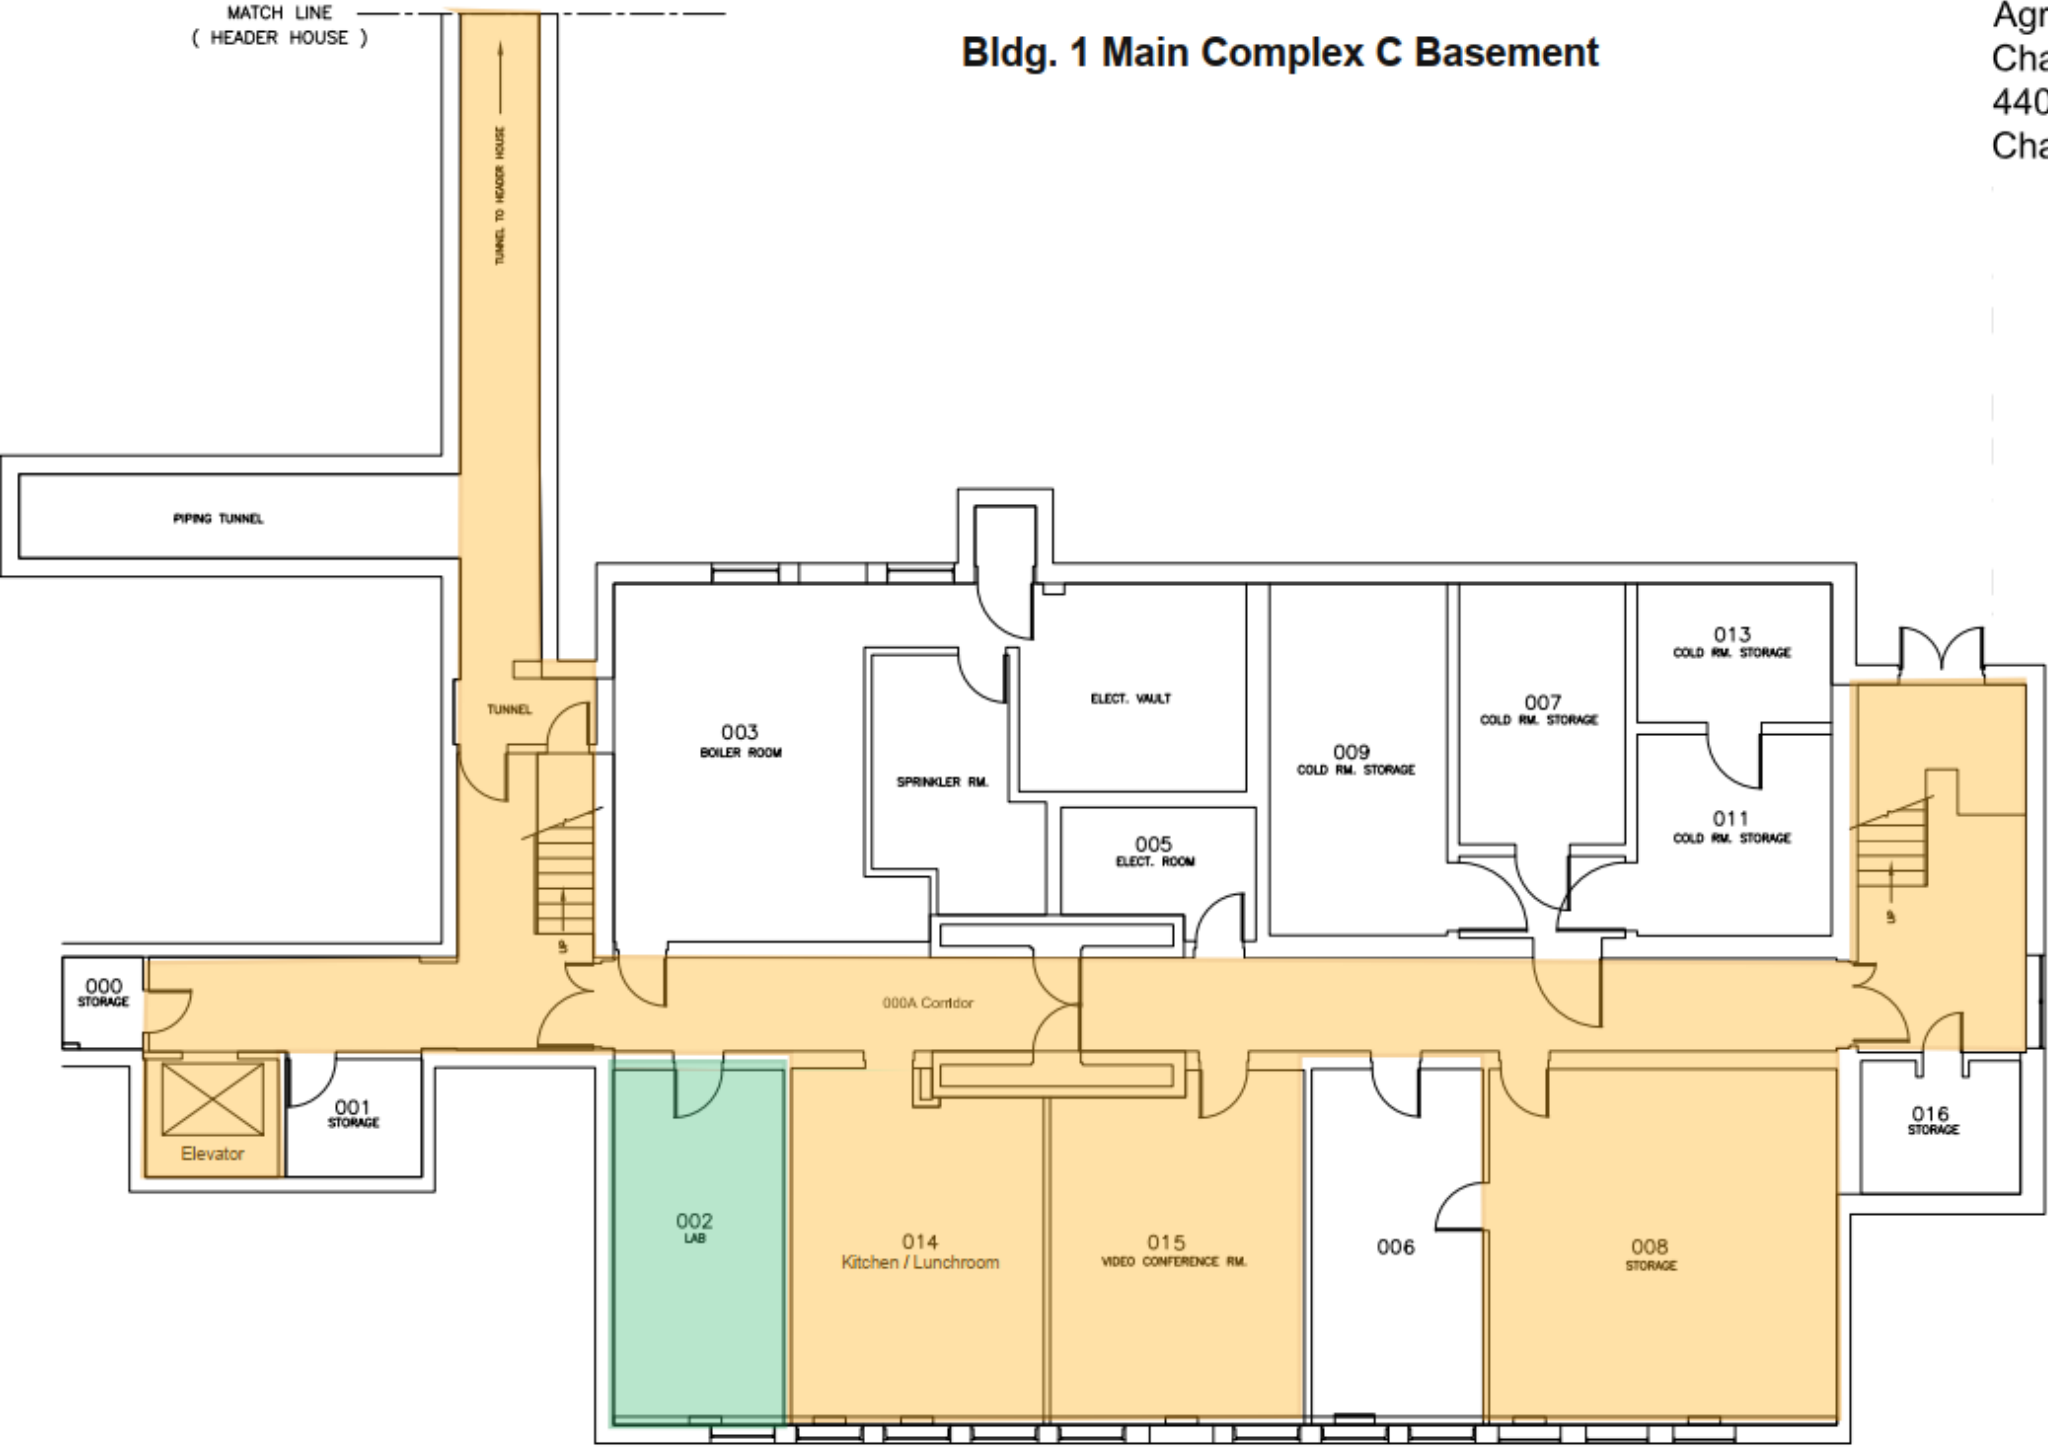 MATCH LINE
( HEADER HOUSE )
Bldg. 1 Main Complex C Basement
Agr
Cha
440
Cha
TUNNEL TO HEADER HOUSE
PIPING TUNNEL
TUNNEL
UP
003
BOILER ROOM
SPRINKLER RM.
ELECT. VAULT
005
ELECT. ROOM
009
COLD RM. STORAGE
007
COLD RM. STORAGE
013
COLD RM. STORAGE
011
COLD RM. STORAGE
UP
000
STORAGE
000A Corridor
Elevator
001
STORAGE
002
LAB
014
Kitchen / Lunchroom
015
VIDEO CONFERENCE RM.
006
008
STORAGE
016
STORAGE